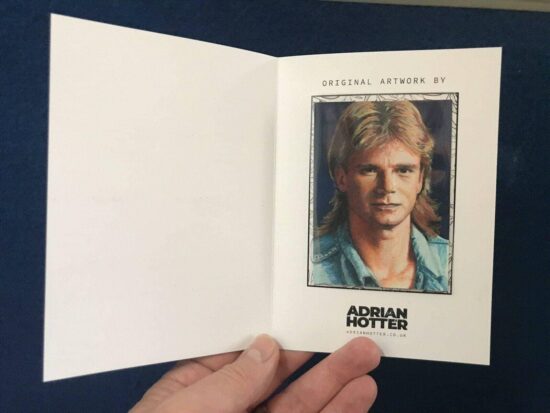 ORIGINAL ARTWORK BY
ADRIAN
HOTTER
ADRIANHOTTER.CO.UK